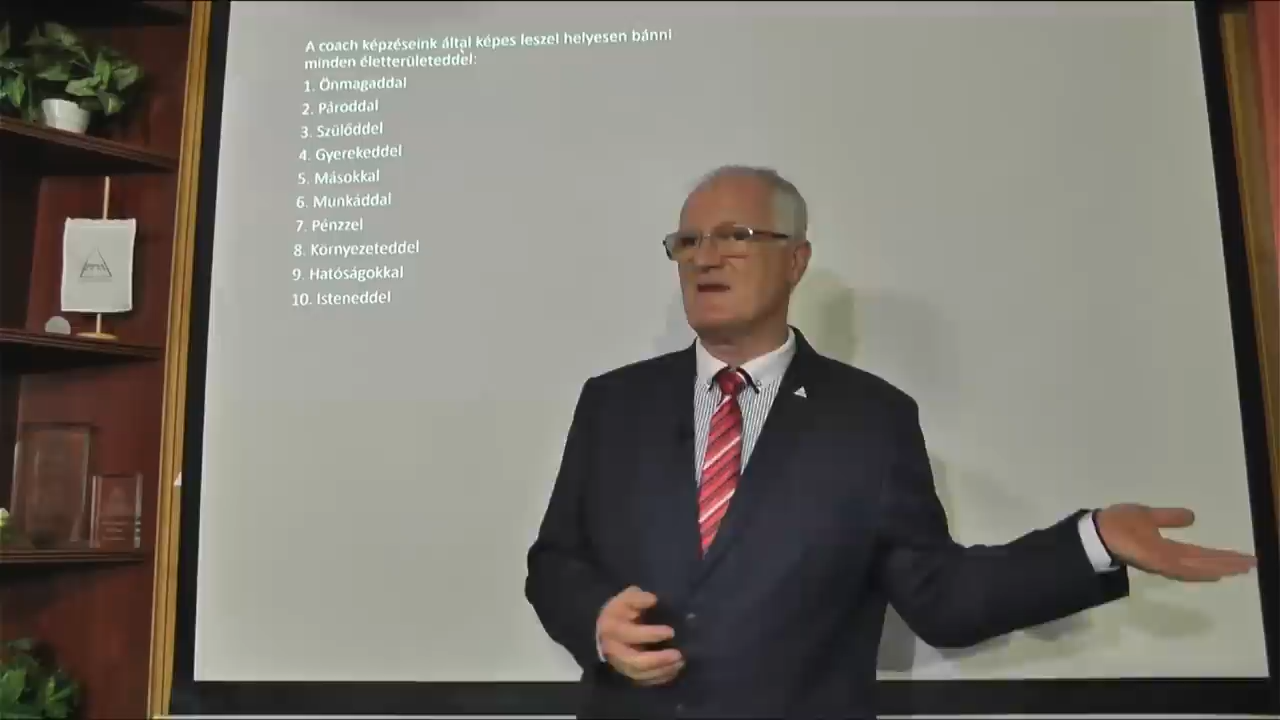 A coach képzéseink által képes leszel helyesen bánni
minden életterületeddel:
1. Önmagaddal
2. Pároddal
3. Szülőddel
4. Gyerekeddel
5. Másokkal
6. Munkáddal
7. Pénzzel
8. Környezeteddel
9. Hatóságokkal
10. Isteneddel